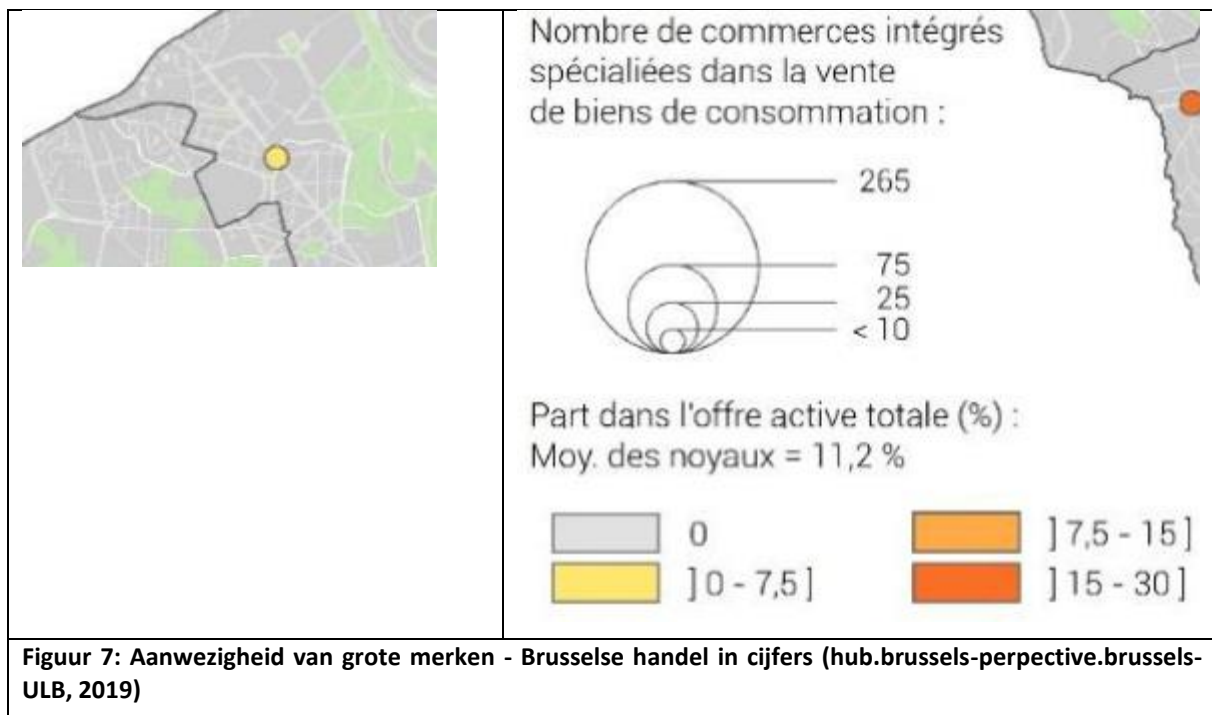 Nombre de commerces intégrés
spécialiées dans la vente
de biens de consommation :
265
75
25
< 10
Part dans l'offre active totale (%) :
Moy. des noyaux = 11,2 %
0
] 7,5 - 15 ]
] 0 - 7,5 ]
] 15 - 30 ]
Figuur 7: Aanwezigheid van grote merken - Brusselse handel in cijfers (hub.brussels-perpective.brussels-
ULB, 2019)